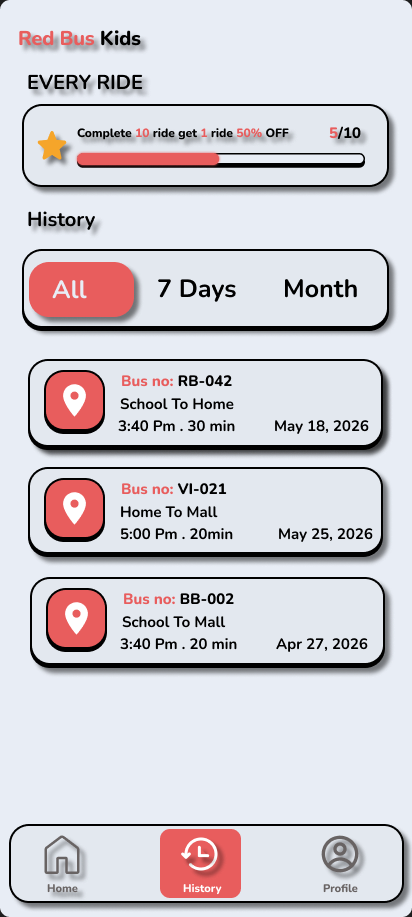 Red Bus Kids
EVERY RIDE
Complete 10 ride get 1 ride 50% OFF 5/10
History
All 7 Days Month
Bus no: RB-042
School To Home
3:40 Pm . 30 min May 18, 2026
Bus no: VI-021
Home To Mall
5:00 Pm . 20min May 25, 2026
Bus no: BB-002
School To Mall
3:40 Pm . 20 min Apr 27, 2026
Home History Profile